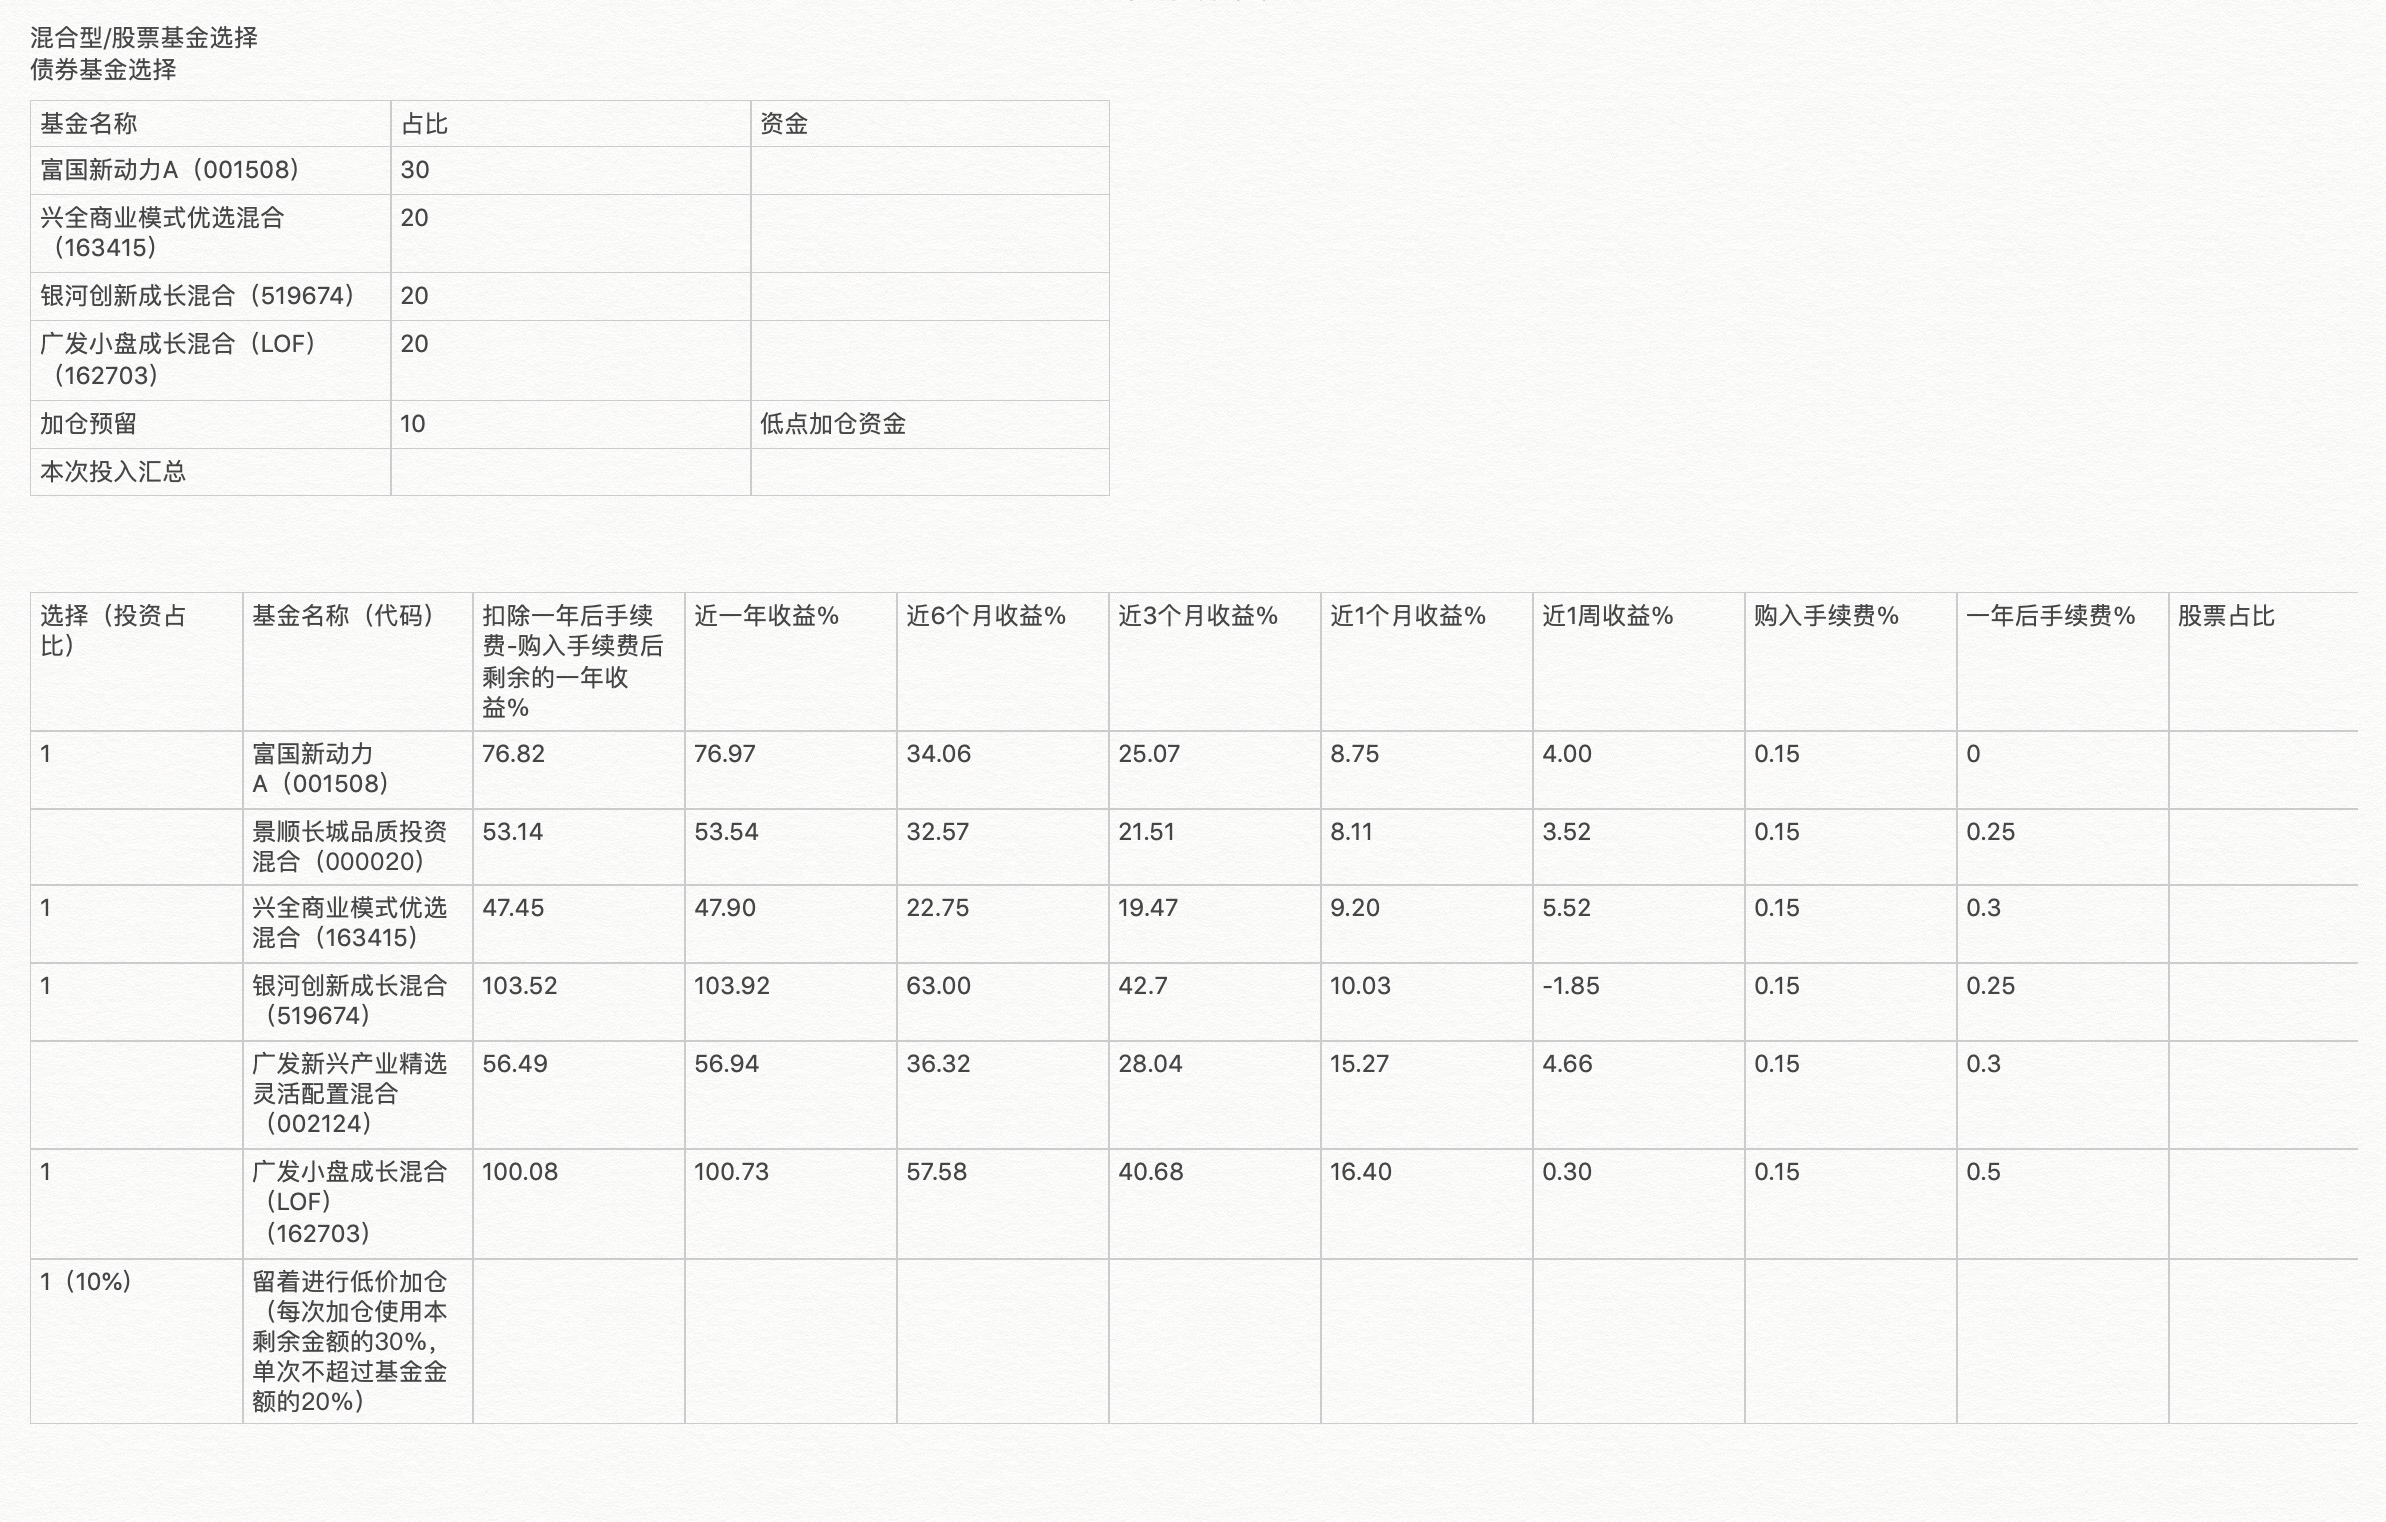 混合型/股票基金选择
债券基金选择
基金名称
占比
资金
富国新动力A（001508）
30
兴全商业模式优选混合
（163415）
20
银河创新成长混合（519674）
20
广发小盘成长混合（LOF）
（162703）
20
加仓预留
10
低点加仓资金
本次投入汇总
选择（投资占
比）
基金名称（代码）
扣除一年后手续
费-购入手续费后
剩余的一年收
益%
近一年收益%
近6个月收益%
近3个月收益%
近1个月收益%
近1周收益%
购入手续费%
一年后手续费%
股票占比
1
富国新动力
A（001508）
76.82
76.97
34.06
25.07
8.75
4.00
0.15
0
景顺长城品质投资
混合（000020）
53.14
53.54
32.57
21.51
8.11
3.52
0.15
0.25
1
兴全商业模式优选
混合（163415）
47.45
47.90
22.75
19.47
9.20
5.52
0.15
0.3
1
银河创新成长混合
（519674）
103.52
103.92
63.00
42.7
10.03
-1.85
0.15
0.25
广发新兴产业精选
灵活配置混合
（002124）
56.49
56.94
36.32
28.04
15.27
4.66
0.15
0.3
1
广发小盘成长混合
（LOF）
（162703）
100.08
100.73
57.58
40.68
16.40
0.30
0.15
0.5
1（10%）
留着进行低价加仓
（每次加仓使用本
剩余金额的30%，
单次不超过基金金
额的20%）